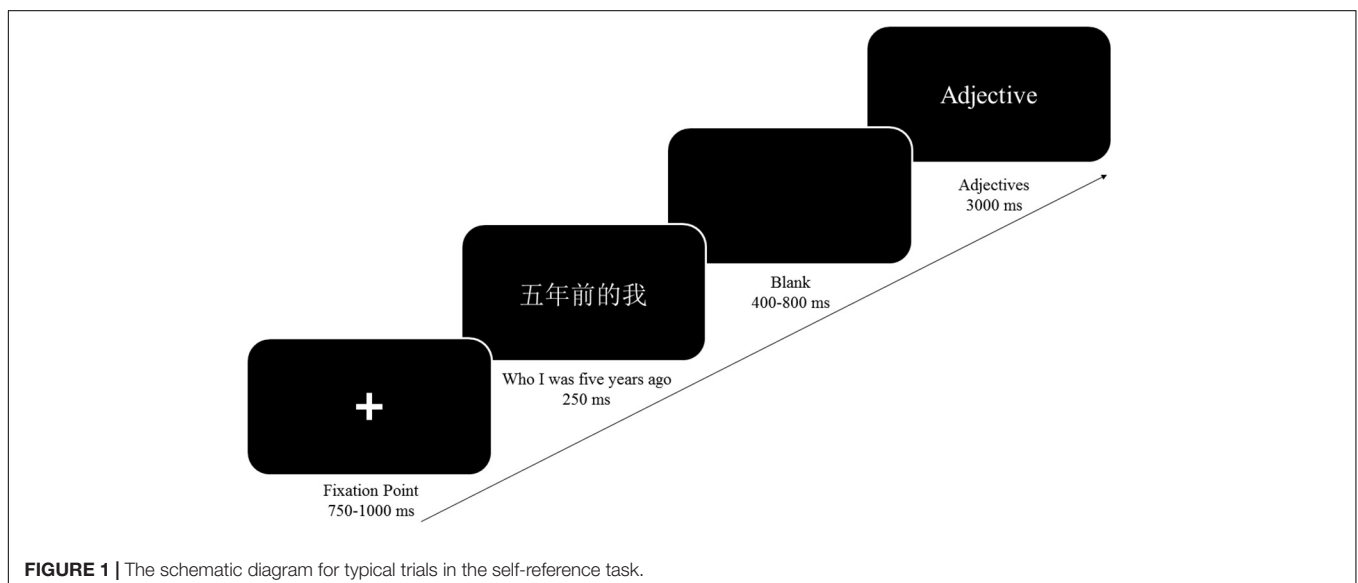 +
Fixation Point
750-1000 ms
五年前的我
Who I was five years ago
250 ms
Blank
400-800 ms
Adjective
Adjectives
3000 ms
FIGURE 1 | The schematic diagram for typical trials in the self-reference task.